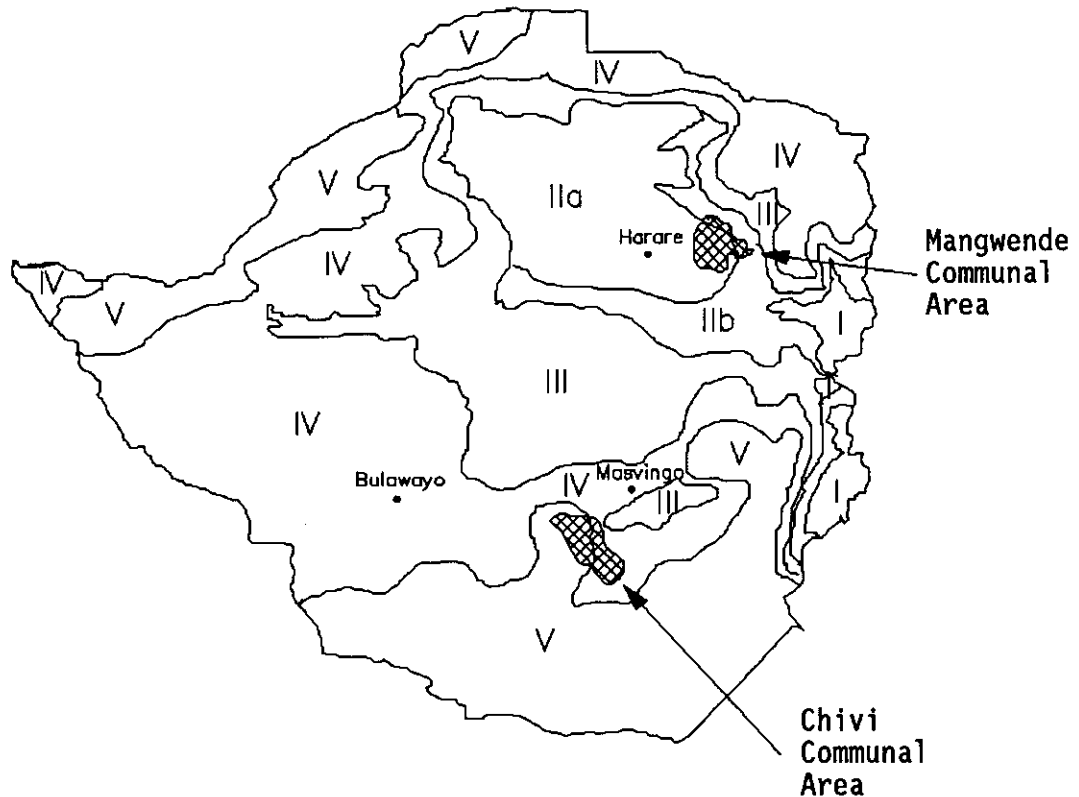 V
IV
IV
V
IIa
III
Harare
Mangwende
Communal
Area
IV
IV
V
IIb
I
III
I
IV
V
Bulawayo
IV
Masvingo
III
I
V
Chivi
Communal
Area